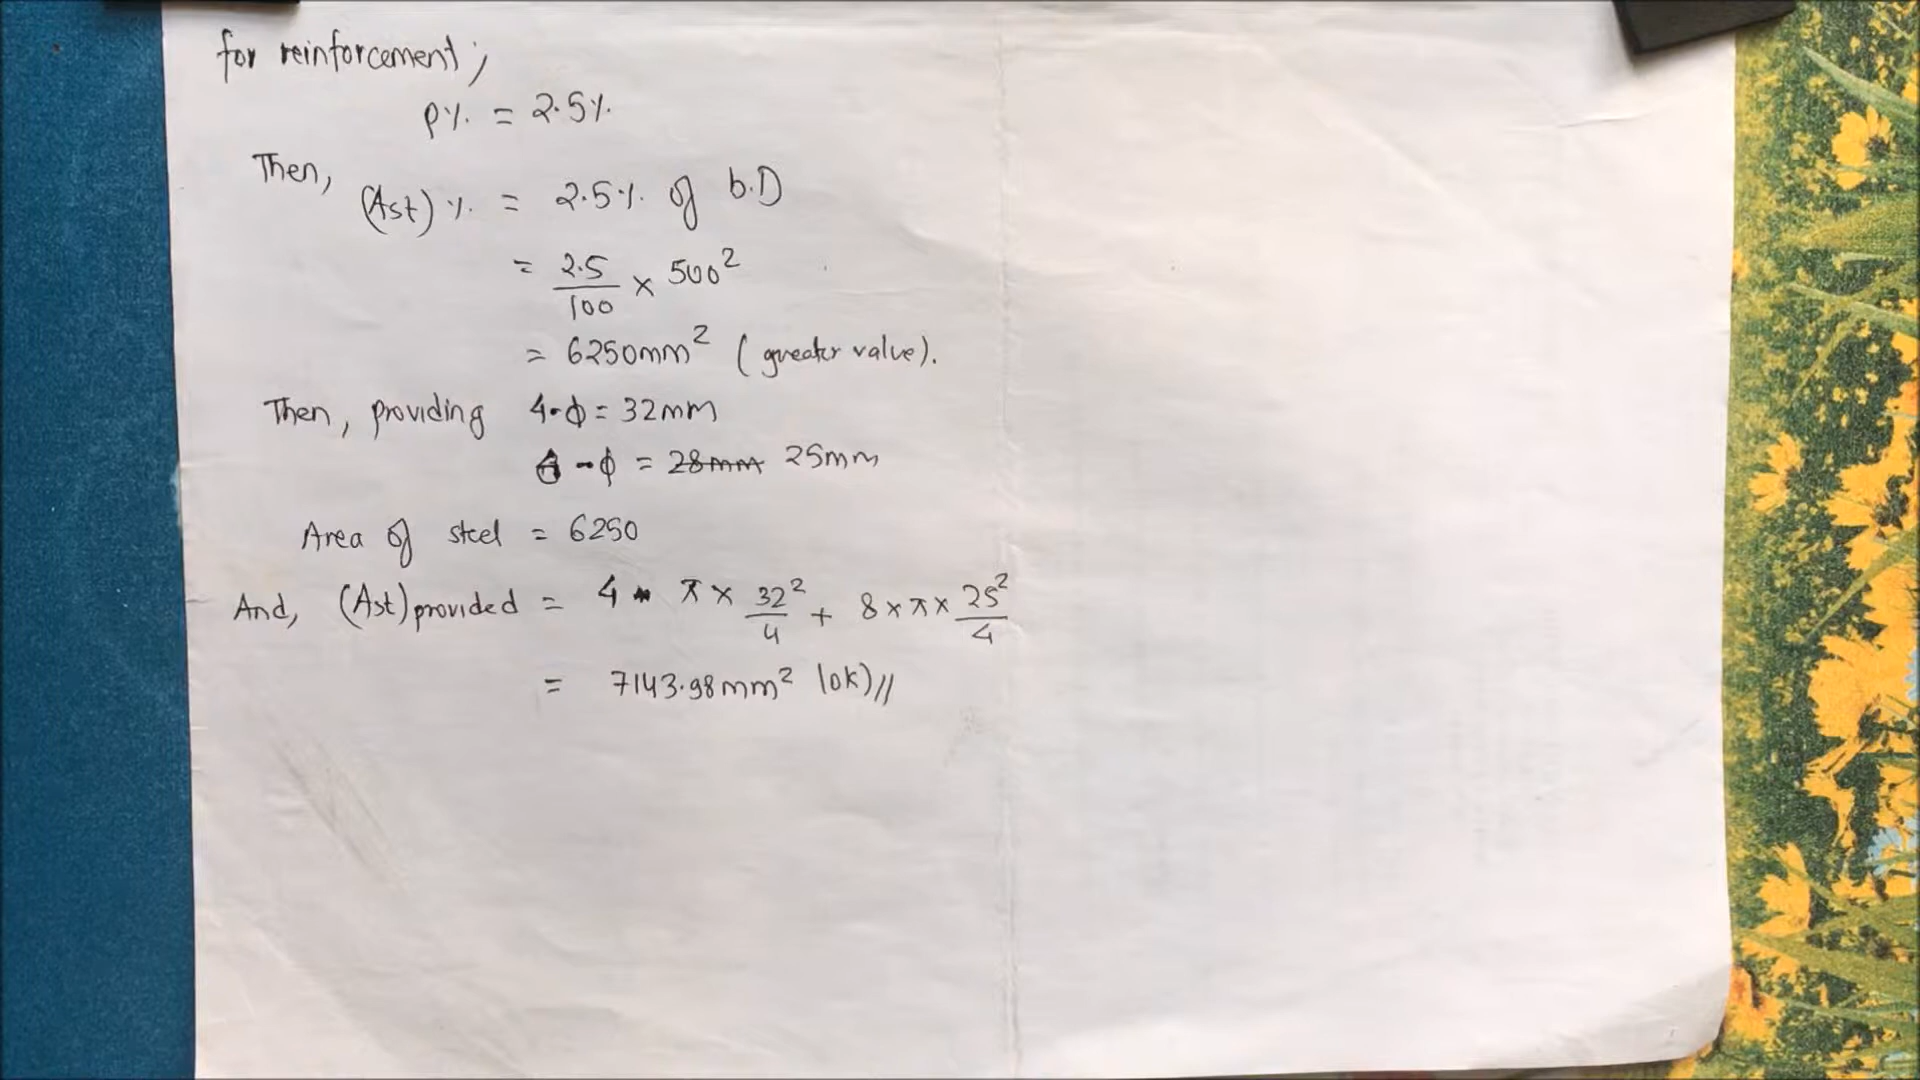 for reinforcement;
P% = 2.5%
Then,
(Ast)% = 2.5% of b.D
= 2.5/100 × 500²
= 6250mm² (greater value).
Then, providing 4-φ = 32mm
-φ = 28mm 25mm
Area of steel = 6250
And, (Ast)provided = 4 × π × 32²/4 + 8×π× 25²/4
= 7143.98mm² (ok)//